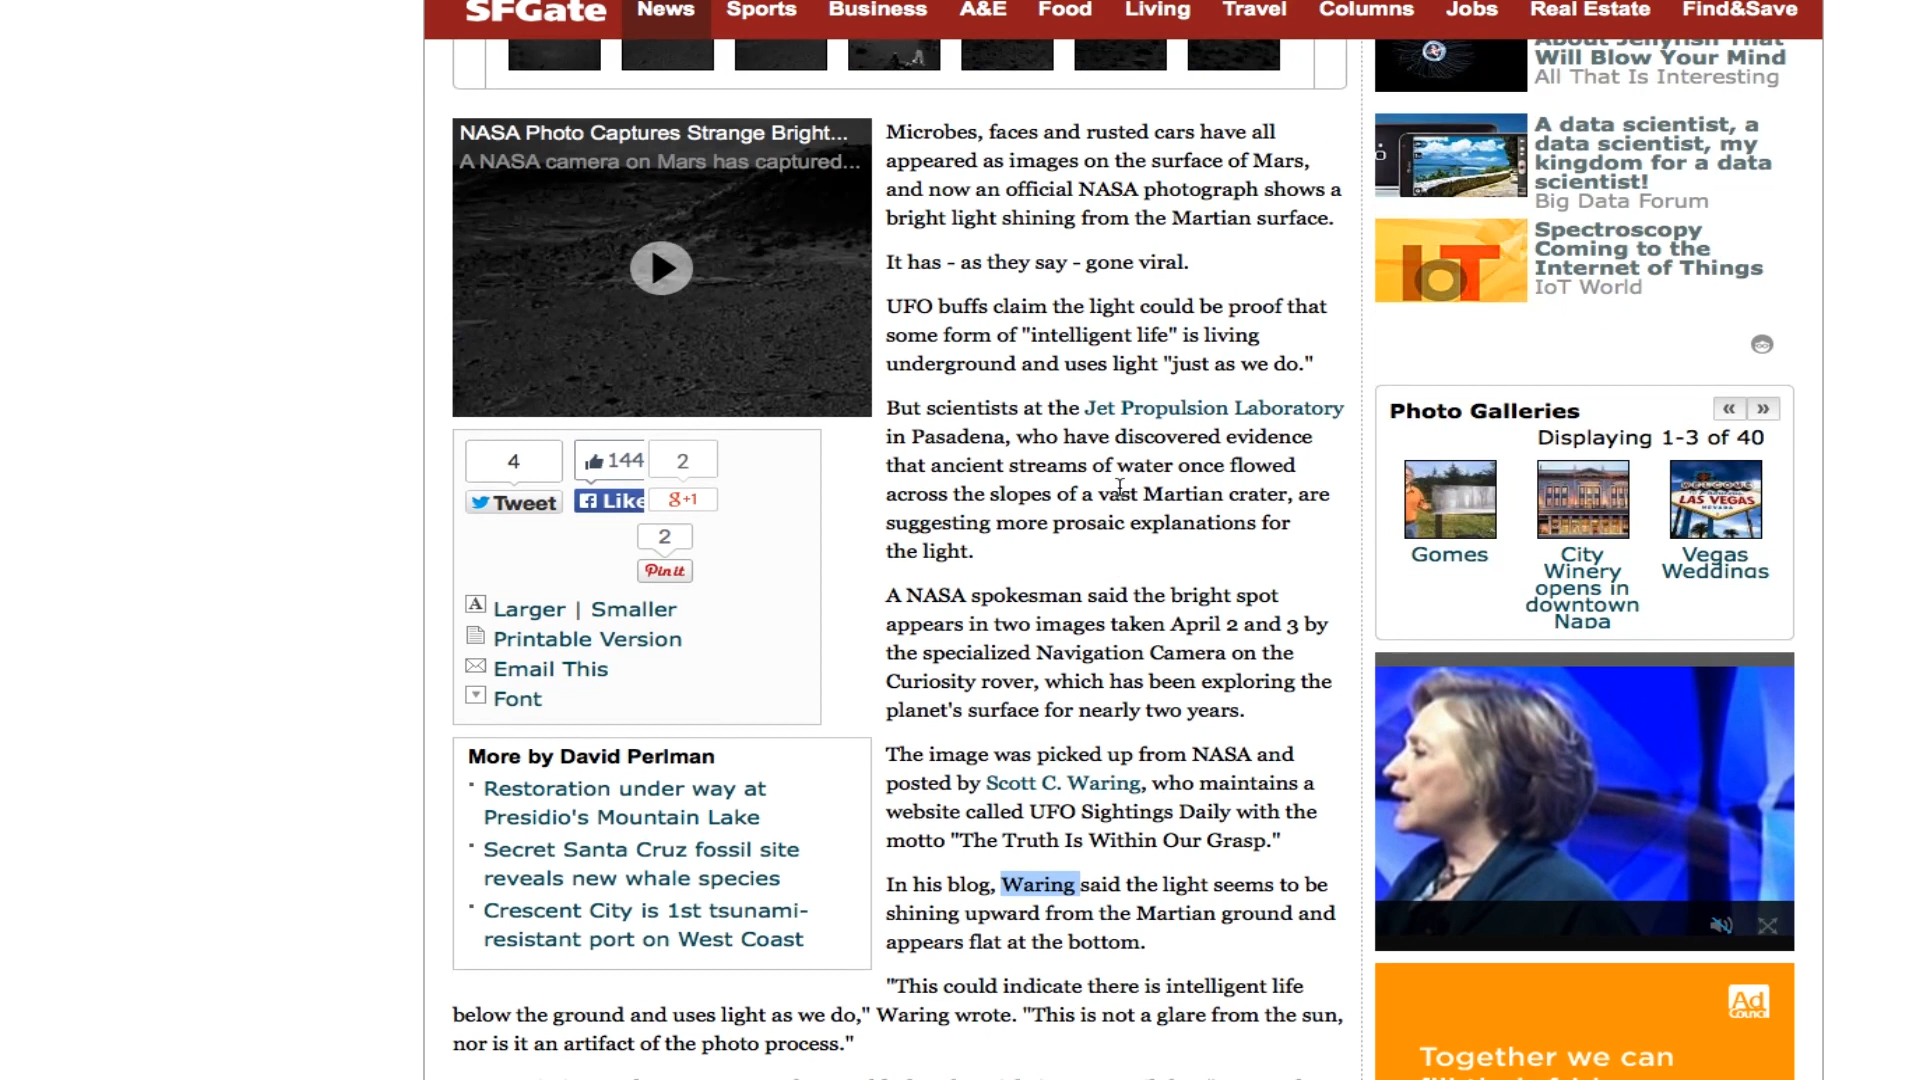 SFGate News Sports Business A&E Food Living Travel Columns Jobs Real Estate Find&Save
NASA Photo Captures Strange Bright...
A NASA camera on Mars has captured...
4
Tweet
144
Like
2
g+1
2
Pin it
A Larger | Smaller
Printable Version
Email This
Font
More by David Perlman
Restoration under way at
Presidio's Mountain Lake
Secret Santa Cruz fossil site
reveals new whale species
Crescent City is 1st tsunami-
resistant port on West Coast
Microbes, faces and rusted cars have all
appeared as images on the surface of Mars,
and now an official NASA photograph shows a
bright light shining from the Martian surface.
It has - as they say - gone viral.
UFO buffs claim the light could be proof that
some form of "intelligent life" is living
underground and uses light "just as we do."
But scientists at the Jet Propulsion Laboratory
in Pasadena, who have discovered evidence
that ancient streams of water once flowed
across the slopes of a vast Martian crater, are
suggesting more prosaic explanations for
the light.
A NASA spokesman said the bright spot
appears in two images taken April 2 and 3 by
the specialized Navigation Camera on the
Curiosity rover, which has been exploring the
planet's surface for nearly two years.
The image was picked up from NASA and
posted by Scott C. Waring, who maintains a
website called UFO Sightings Daily with the
motto "The Truth Is Within Our Grasp."
In his blog, Waring said the light seems to be
shining upward from the Martian ground and
appears flat at the bottom.
"This could indicate there is intelligent life
below the ground and uses light as we do," Waring wrote. "This is not a glare from the sun,
nor is it an artifact of the photo process."
About Jellyfish That
Will Blow Your Mind
All That Is Interesting
A data scientist, a
data scientist, my
kingdom for a data
scientist!
Big Data Forum
IoT
Spectroscopy
Coming to the
Internet of Things
IoT World
Photo Galleries « »
Displaying 1-3 of 40
Gomes
City
Winery
opens in
downtown
Napa
WELCOME
LAS VEGAS
NEVADA
Vegas
Weddings
Ad
Council
Together we can